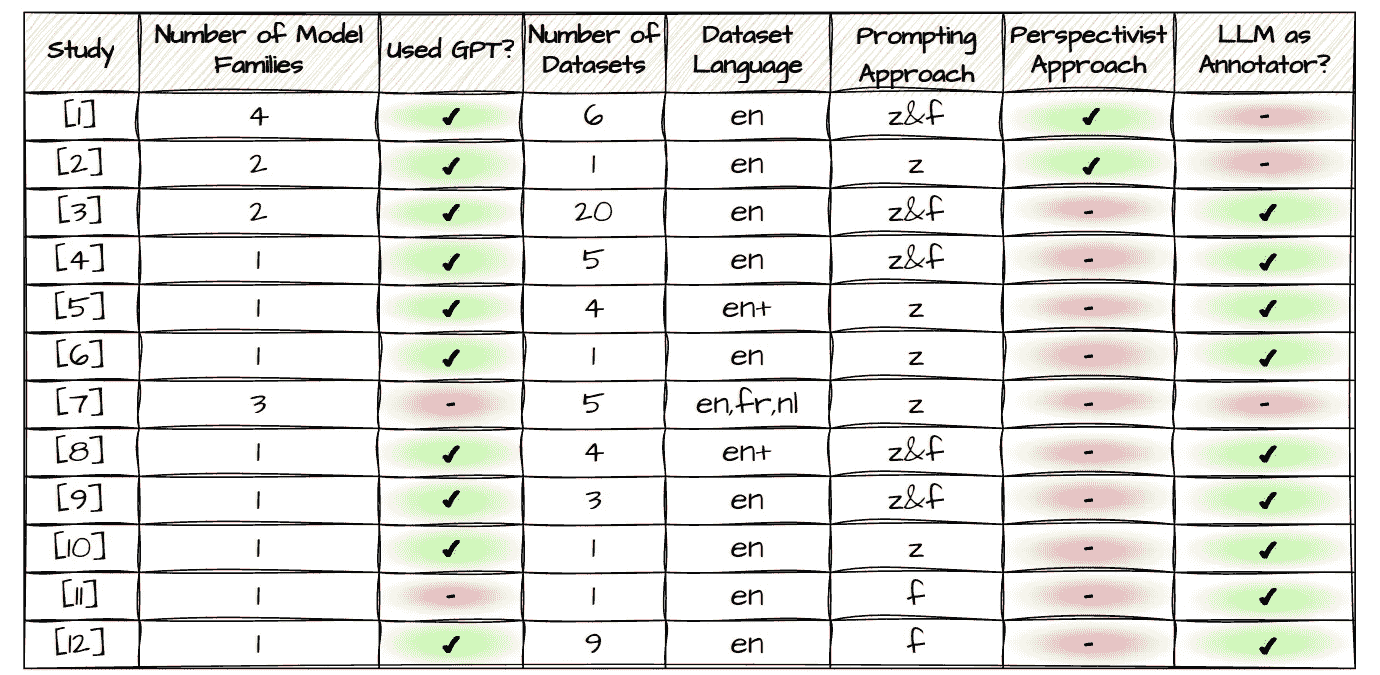 Study Number of Model Families Used GPT? Number of Datasets Dataset Language Prompting Approach Perspectivist Approach LLM as Annotator?
[1] 4 ✔ 6 en z&f ✔ -
[2] 2 ✔ 1 en z ✔ -
[3] 2 ✔ 20 en z&f - ✔
[4] 1 ✔ 5 en z&f - ✔
[5] 1 ✔ 4 en+ z - ✔
[6] 1 ✔ 1 en z - ✔
[7] 3 - 5 en,fr,nl z - -
[8] 1 ✔ 4 en+ z&f - ✔
[9] 1 ✔ 3 en z&f - ✔
[10] 1 ✔ 1 en z - ✔
[11] 1 - 1 en f - ✔
[12] 1 ✔ 9 en f - ✔